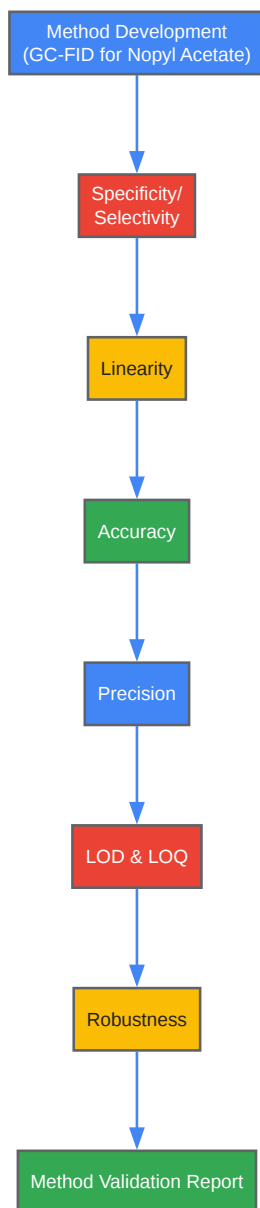 Method Development
(GC-FID for Nopyl Acetate)
Specificity/
Selectivity
Linearity
Accuracy
Precision
LOD & LOQ
Robustness
Method Validation Report